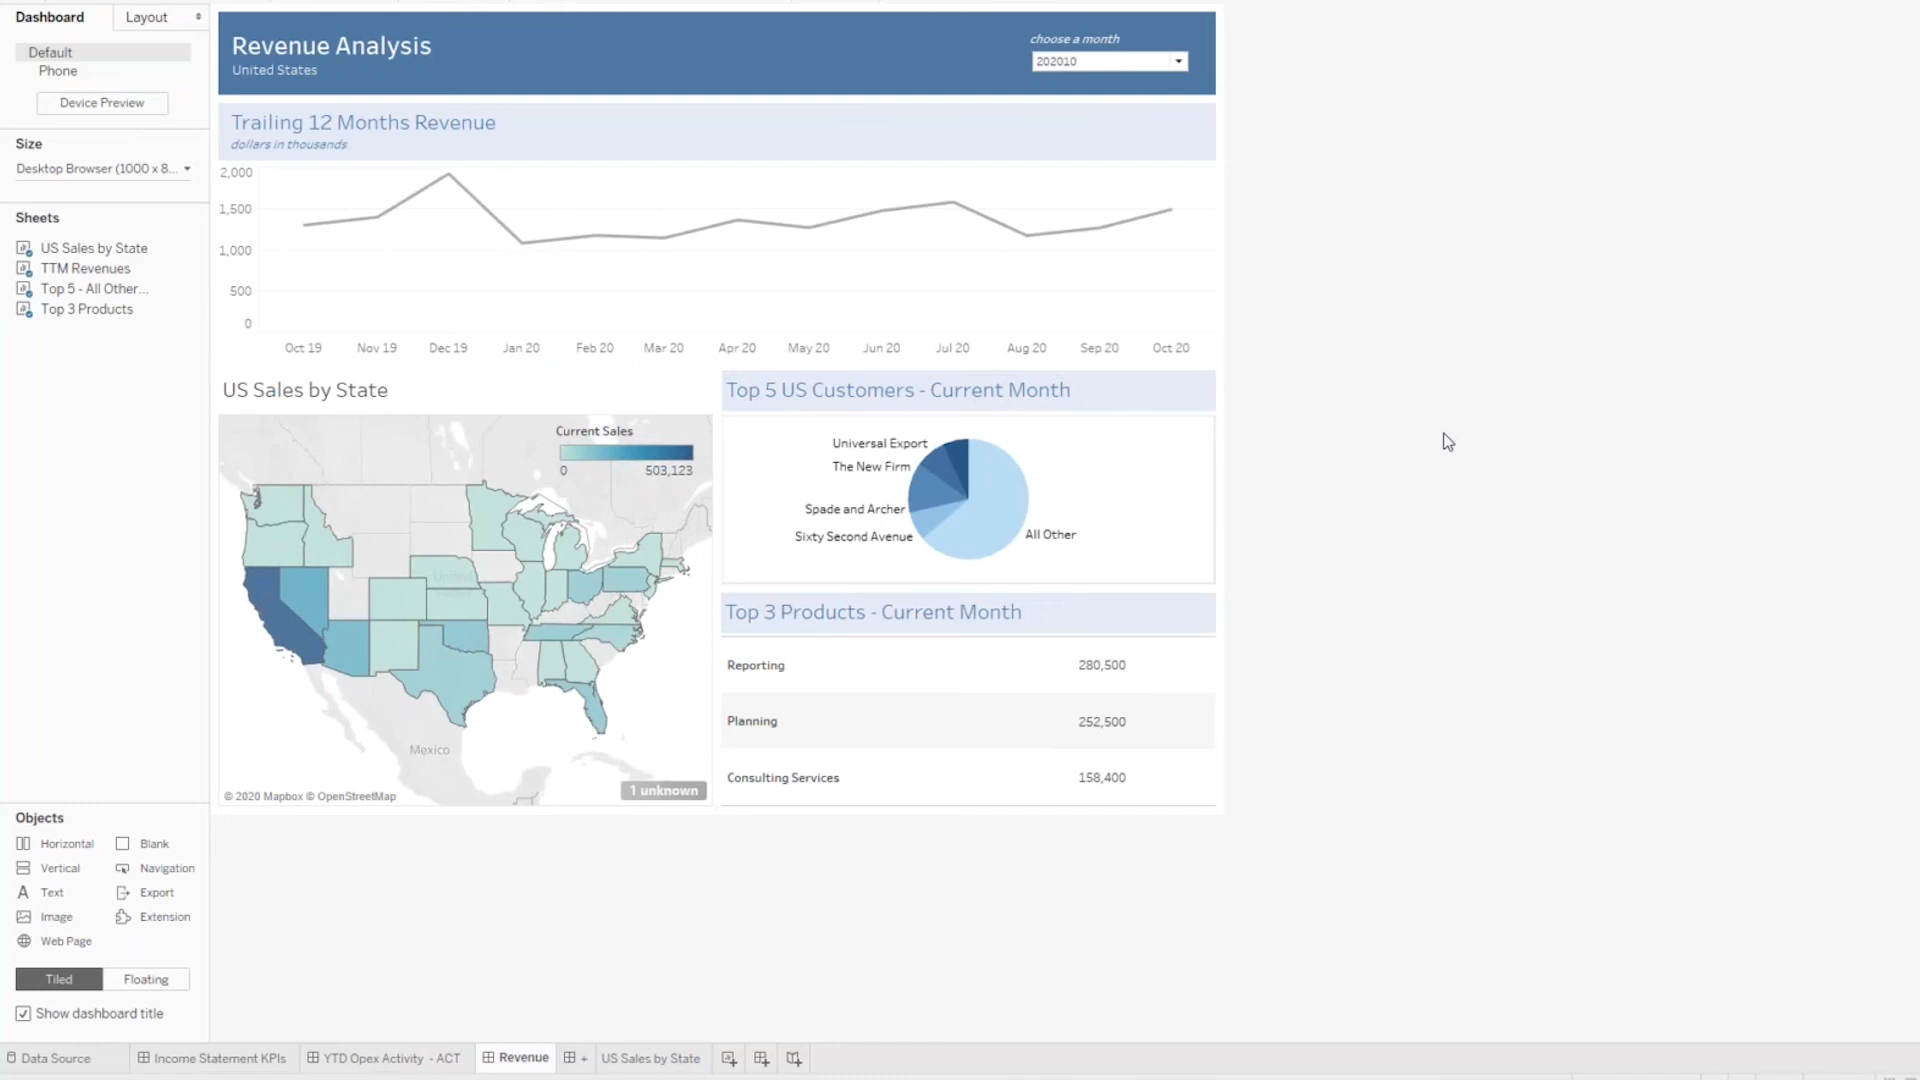 Dashboard
Layout
Default
Phone
Device Preview
Size
Desktop Browser (1000 x 8...
Sheets
US Sales by State
TTM Revenues
Top 5 - All Other...
Top 3 Products
Objects
Horizontal
Blank
Vertical
Navigation
A Text
Export
Image
Extension
Web Page
Tiled
Floating
Show dashboard title
Revenue Analysis
United States
choose a month
202010
Trailing 12 Months Revenue
dollars in thousands
2,000
1,500
1,000
500
0
Oct 19 Nov 19 Dec 19 Jan 20 Feb 20 Mar 20 Apr 20 May 20 Jun 20 Jul 20 Aug 20 Sep 20 Oct 20
US Sales by State
Current Sales
0 503,123
United
Mexico
© 2020 Mapbox © OpenStreetMap
1 unknown
Top 5 US Customers - Current Month
Universal Export
The New Firm
Spade and Archer
Sixty Second Avenue
All Other
Top 3 Products - Current Month
Reporting 280,500
Planning 252,500
Consulting Services 158,400
Data Source
Income Statement KPIs
YTD Opex Activity - ACT
Revenue
+
US Sales by State